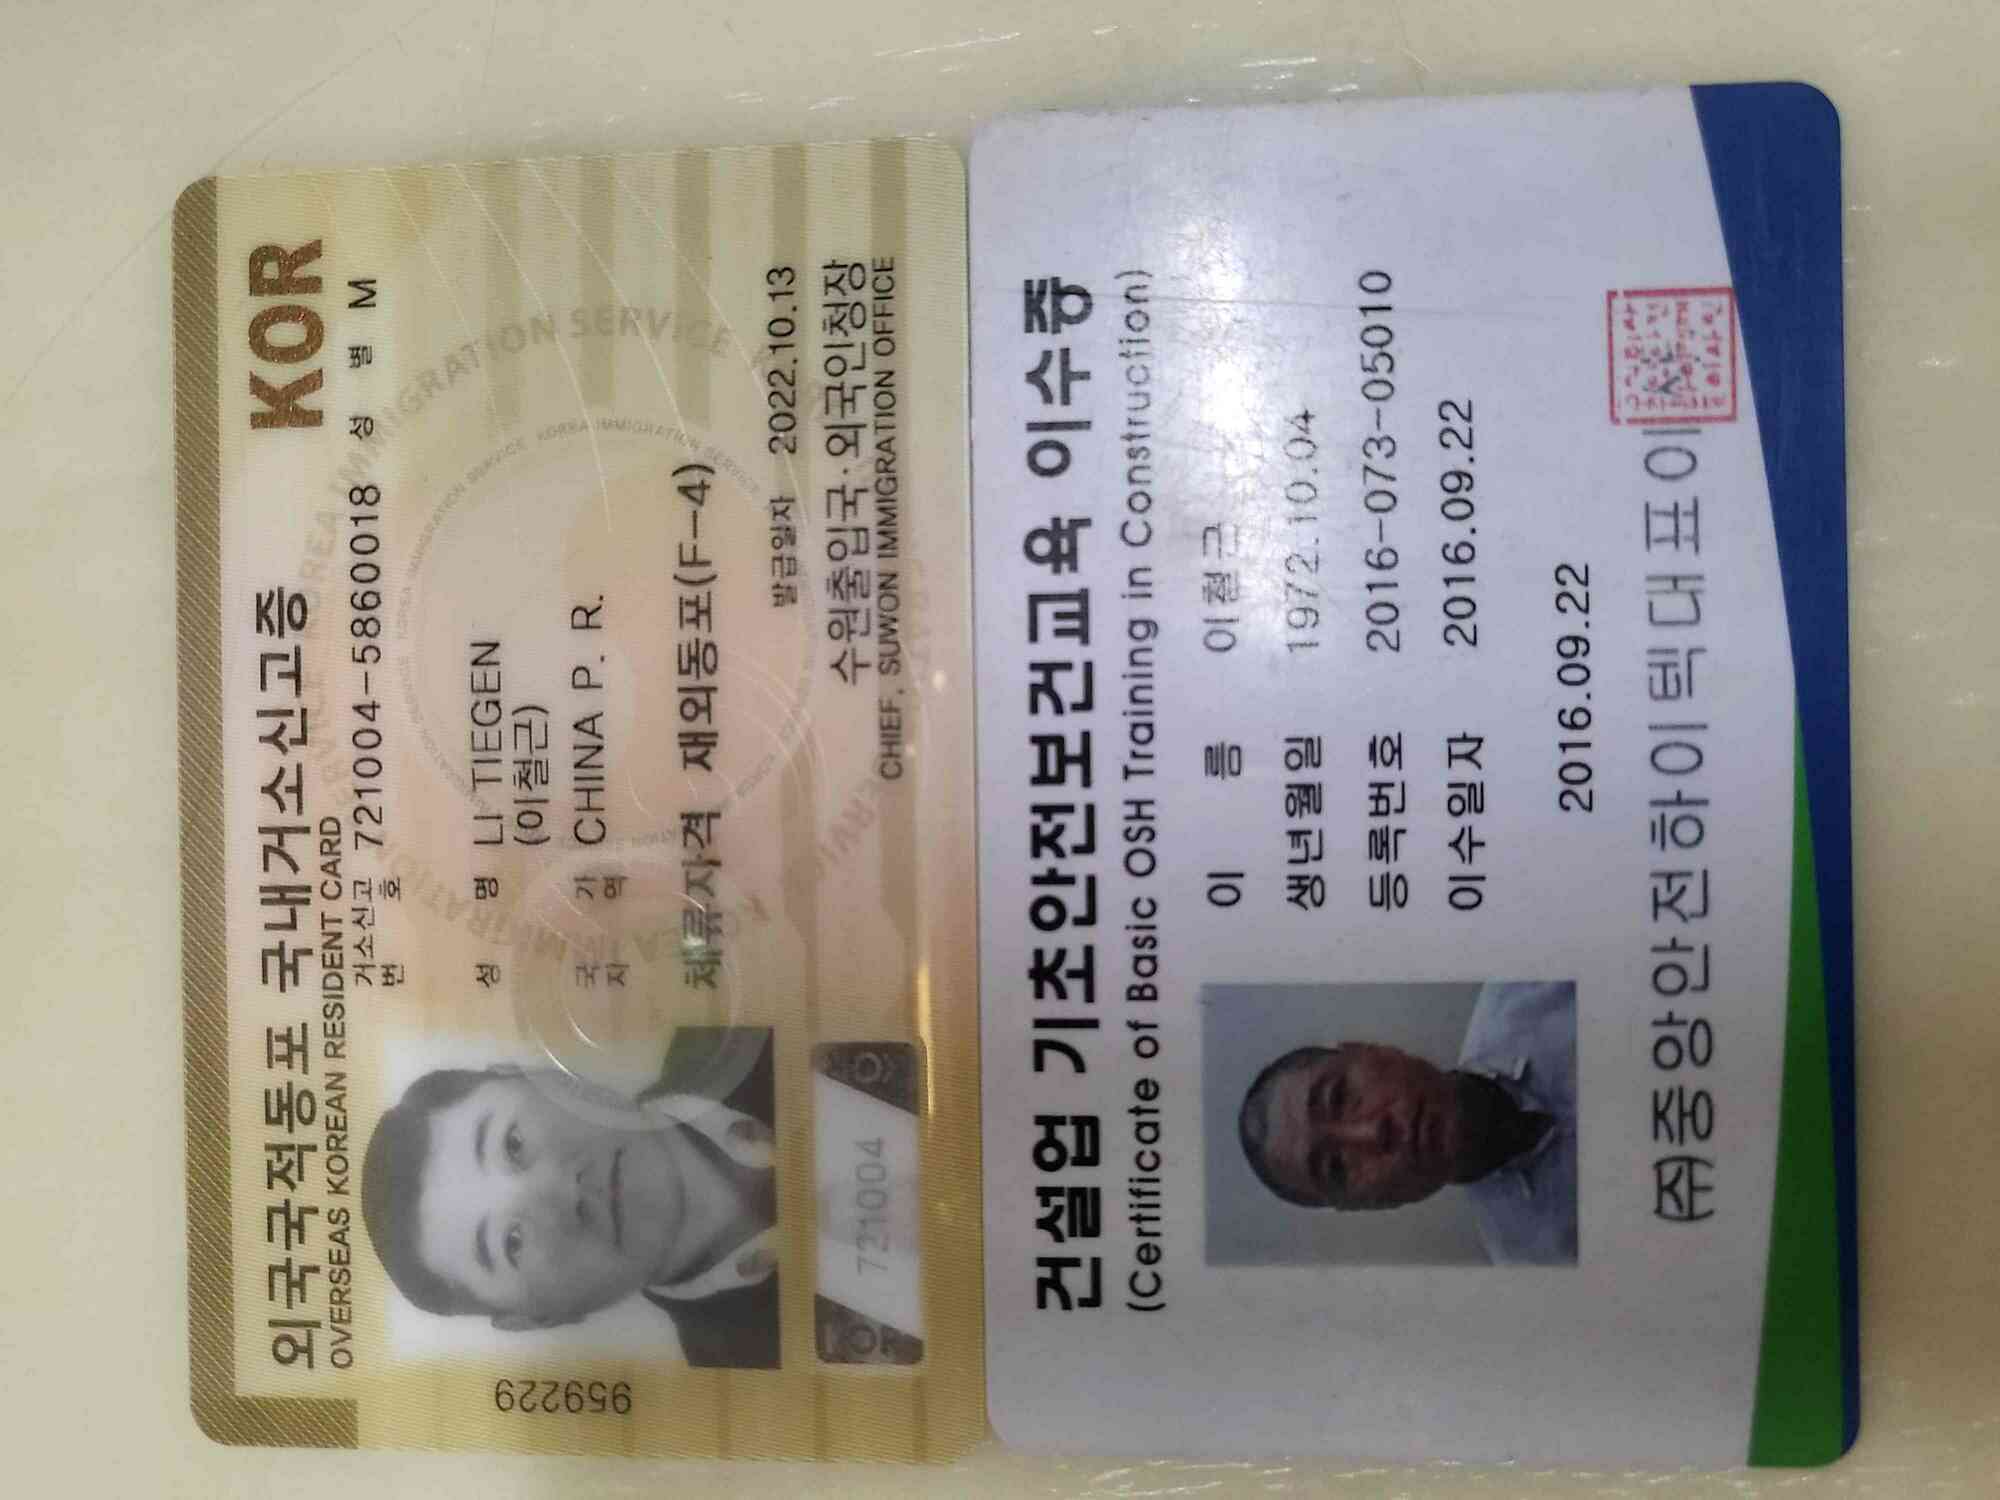 외국국적동포 국내거소신고증
KOR
OVERSEAS KOREAN RESIDENT CARD
거소신고번호 721004-5860018 성 별 M
성 명 LI TIEGEN
(이철근)
국 가 지 역 CHINA P. R.
체류자격 재외동포(F-4)
발급일자 2022.10.13
수원출입국·외국인청장
CHIEF, SUWON IMMIGRATION OFFICE
721004
959229
KOREA IMMIGRATION SERVICE
건설업 기초안전보건교육 이수증
(Certificate of Basic OSH Training in Construction)
이 름 이철근
생년월일 1972.10.04
등록번호 2016-073-05010
이수일자 2016.09.22
2016.09.22
㈜중앙안전하이텍대표이